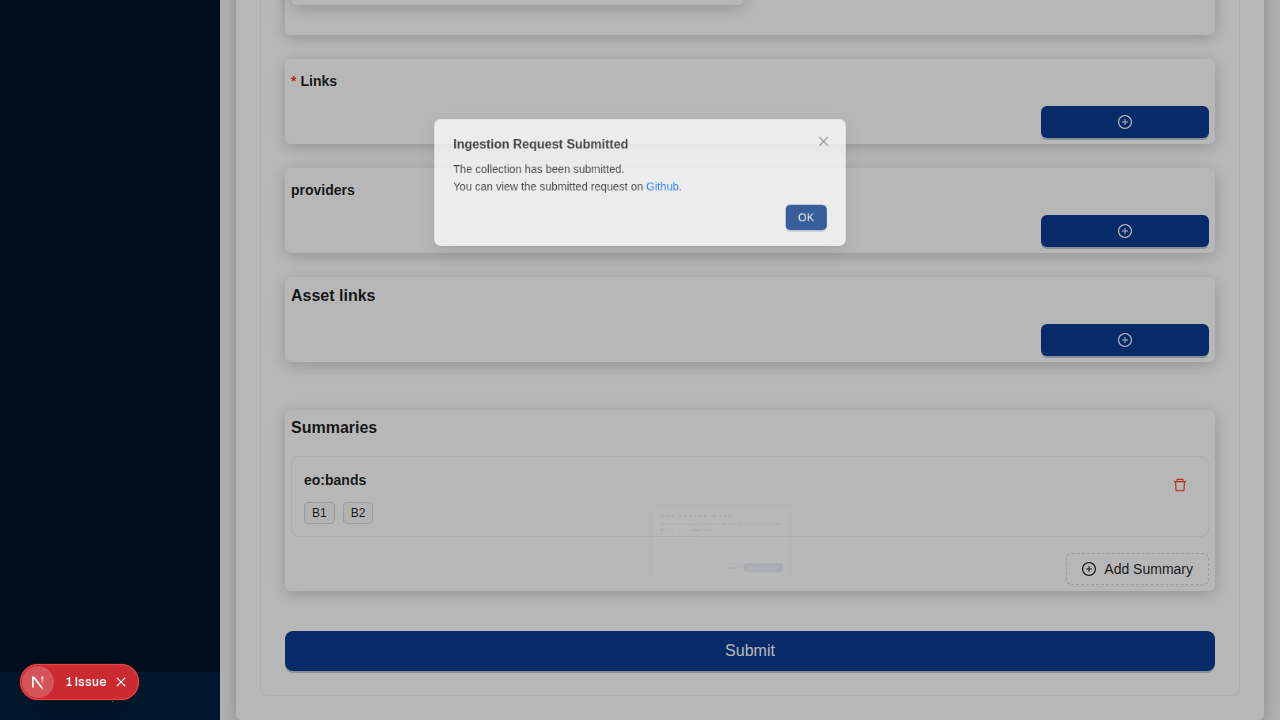 * Links
Ingestion Request Submitted
The collection has been submitted.
You can view the submitted request on Github.
OK
providers
Asset links
Summaries
eo:bands
B1 B2
Add Summary
Submit
1 Issue